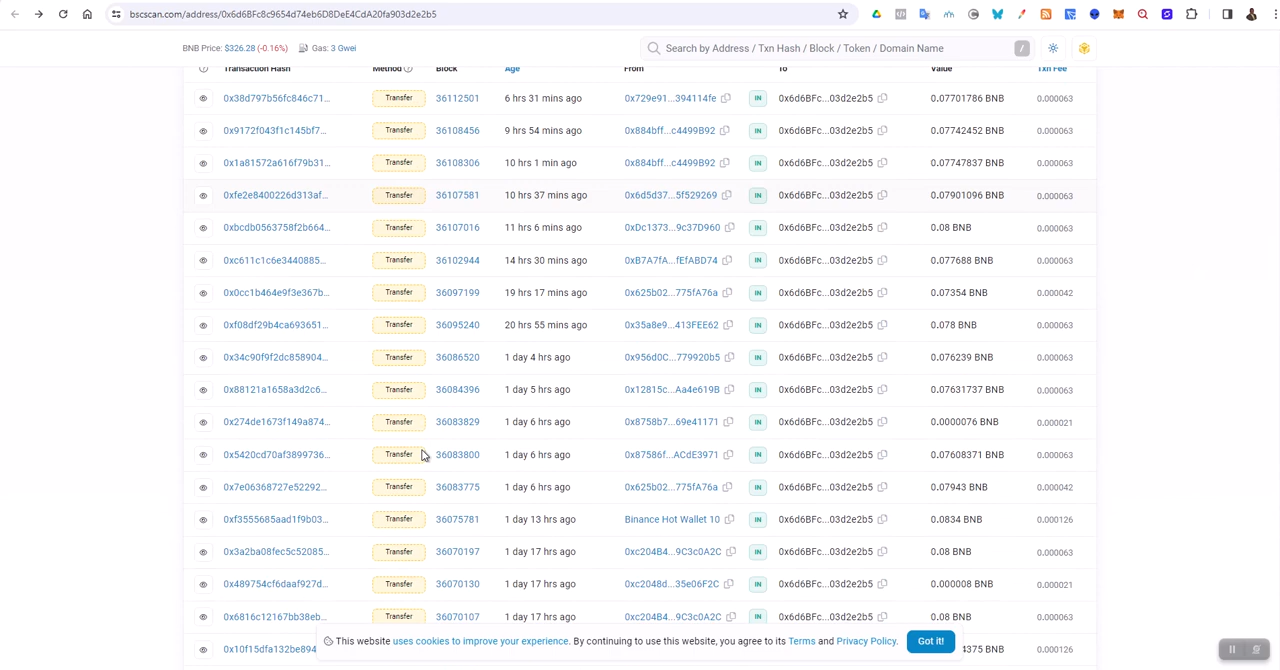 bscscan.com/address/0x6d6BFc8c9654d74eb6D8DeE4CdA20fa903d2e2b5
BNB Price: $326.28 (-0.16%) Gas: 3 Gwei Search by Address / Txn Hash / Block / Token / Domain Name /
Transaction Hash Method Block Age From To Value Txn Fee
0x38d797b56fc846c71... Transfer 36112501 6 hrs 31 mins ago 0x729e91...394114fe IN 0x6d6BFc...03d2e2b5 0.07701786 BNB 0.000063
0x9172f043f1c145bf7... Transfer 36108456 9 hrs 54 mins ago 0x884bff...c4499B92 IN 0x6d6BFc...03d2e2b5 0.07742452 BNB 0.000063
0x1a81572a616f79b31... Transfer 36108306 10 hrs 1 min ago 0x884bff...c4499B92 IN 0x6d6BFc...03d2e2b5 0.07747837 BNB 0.000063
0xfe2e8400226d313af... Transfer 36107581 10 hrs 37 mins ago 0x6d5d37...5f529269 IN 0x6d6BFc...03d2e2b5 0.07901096 BNB 0.000063
0xbcdb0563758f2b664... Transfer 36107016 11 hrs 6 mins ago 0xDc1373...9c37D960 IN 0x6d6BFc...03d2e2b5 0.08 BNB 0.000063
0xc611c1c6e3440885... Transfer 36102944 14 hrs 30 mins ago 0xB7A7fA...fEfABD74 IN 0x6d6BFc...03d2e2b5 0.077688 BNB 0.000063
0x0cc1b464e9f3e367b... Transfer 36097199 19 hrs 17 mins ago 0x625b02...775fA76a IN 0x6d6BFc...03d2e2b5 0.07354 BNB 0.000042
0xf08df29b4ca693651... Transfer 36095240 20 hrs 55 mins ago 0x35a8e9...413FEE62 IN 0x6d6BFc...03d2e2b5 0.078 BNB 0.000063
0x34c90f9f2dc858904... Transfer 36086520 1 day 4 hrs ago 0x956d0C...779920b5 IN 0x6d6BFc...03d2e2b5 0.076239 BNB 0.000063
0x88121a1658a3d2c6... Transfer 36084396 1 day 5 hrs ago 0x12815c...Aa4e619B IN 0x6d6BFc...03d2e2b5 0.07631737 BNB 0.000063
0x274de1673f149a874... Transfer 36083829 1 day 6 hrs ago 0x8758b7...69e41171 IN 0x6d6BFc...03d2e2b5 0.0000076 BNB 0.000021
0x5420cd70af3899736... Transfer 36083800 1 day 6 hrs ago 0x87586f...ACdE3971 IN 0x6d6BFc...03d2e2b5 0.07608371 BNB 0.000063
0x7e06368727e52292... Transfer 36083775 1 day 6 hrs ago 0x625b02...775fA76a IN 0x6d6BFc...03d2e2b5 0.07943 BNB 0.000042
0xf3555685aad1f9b03... Transfer 36075781 1 day 13 hrs ago Binance Hot Wallet 10 IN 0x6d6BFc...03d2e2b5 0.0834 BNB 0.000126
0x3a2ba08fec5c52085... Transfer 36070197 1 day 17 hrs ago 0xc204B4...9C3C0A2C IN 0x6d6BFc...03d2e2b5 0.08 BNB 0.000063
0x489754cf6daaf927d... Transfer 36070130 1 day 17 hrs ago 0xc2048d...35e06F2C IN 0x6d6BFc...03d2e2b5 0.000008 BNB 0.000021
0x6816c12167bb38eb... Transfer 36070107 1 day 17 hrs ago 0xc204B4...9C3C0A2C IN 0x6d6BFc...03d2e2b5 0.08 BNB 0.000063
This website uses cookies to improve your experience. By continuing to use this website, you agree to its Terms and Privacy Policy. Got it!
0x10f15dfa132be894 4375 BNB 0.000126